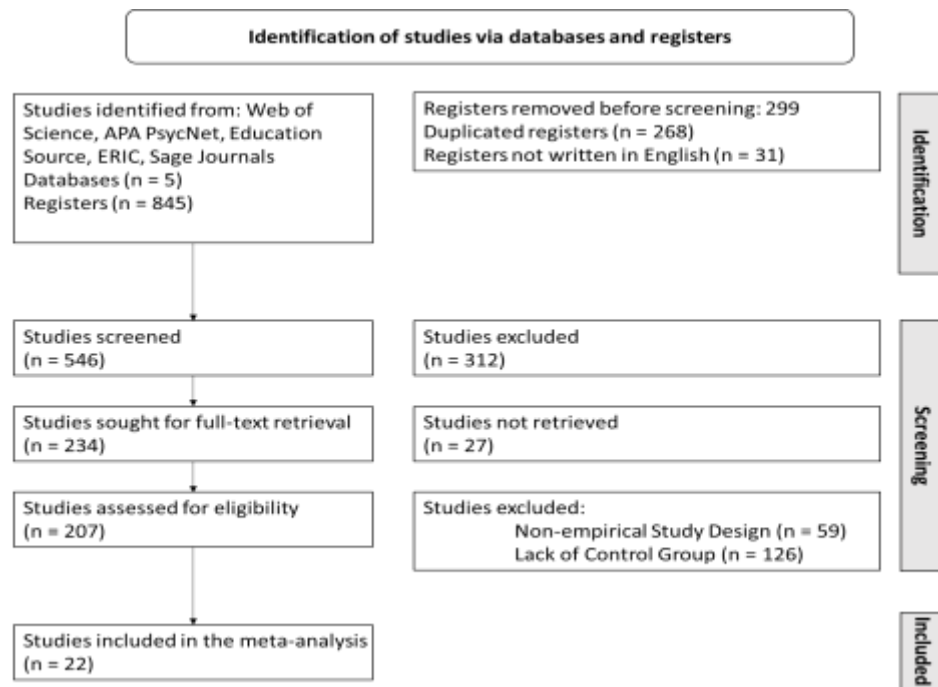 Identification of studies via databases and registers
Studies identified from: Web of
Science, APA PsycNet, Education
Source, ERIC, Sage Journals
Databases (n = 5)
Registers (n = 845)
Registers removed before screening: 299
Duplicated registers (n = 268)
Registers not written in English (n = 31)
Identification
Studies screened
(n = 546)
Studies excluded
(n = 312)
Studies sought for full-text retrieval
(n = 234)
Studies not retrieved
(n = 27)
Studies assessed for eligibility
(n = 207)
Studies excluded:
Non-empirical Study Design (n = 59)
Lack of Control Group (n = 126)
Screening
Studies included in the meta-analysis
(n = 22)
Included